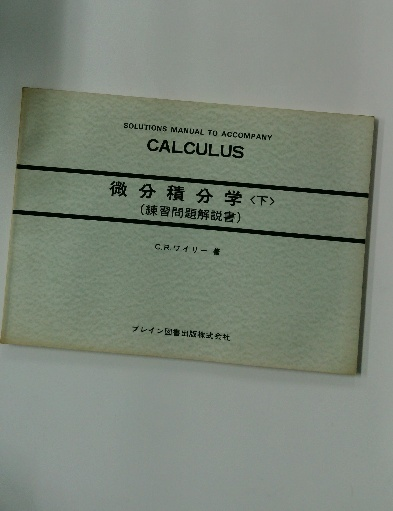 SOLUTIONS MANUAL TO ACCOMPANY
CALCULUS
微分積分学〈下〉
(練習問題解説書)
C.R.ワイリー 著
ブレイン図書出版株式会社